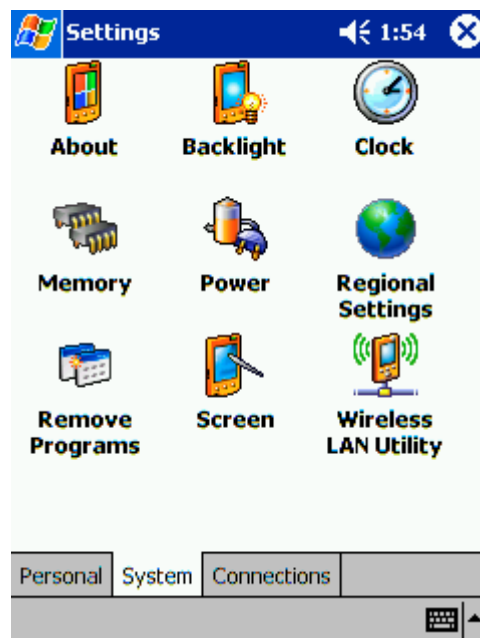 Settings 1:54
About Backlight Clock
Memory Power Regional
Settings
Remove Screen Wireless
Programs LAN Utility
Personal System Connections